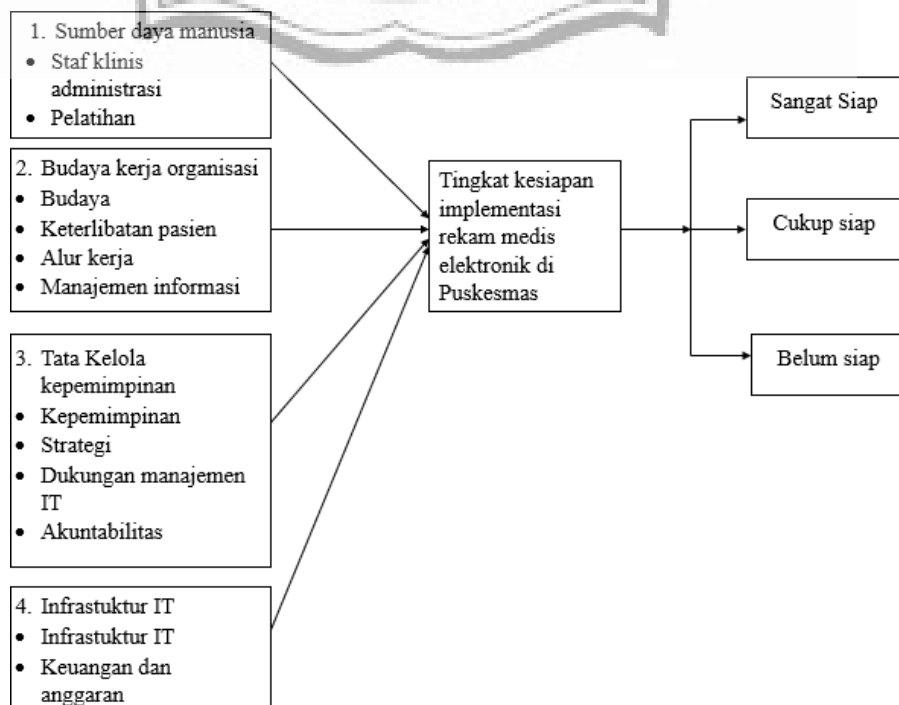 1. Sumber daya manusia
• Staf klinis
administrasi
• Pelatihan
2. Budaya kerja organisasi
• Budaya
• Keterlibatan pasien
• Alur kerja
• Manajemen informasi
3. Tata Kelola
kepemimpinan
• Kepemimpinan
• Strategi
• Dukungan manajemen
IT
• Akuntabilitas
4. Infrastuktur IT
• Infrastuktur IT
• Keuangan dan
anggaran
Tingkat kesiapan
implementasi
rekam medis
elektronik di
Puskesmas
Sangat Siap
Cukup siap
Belum siap